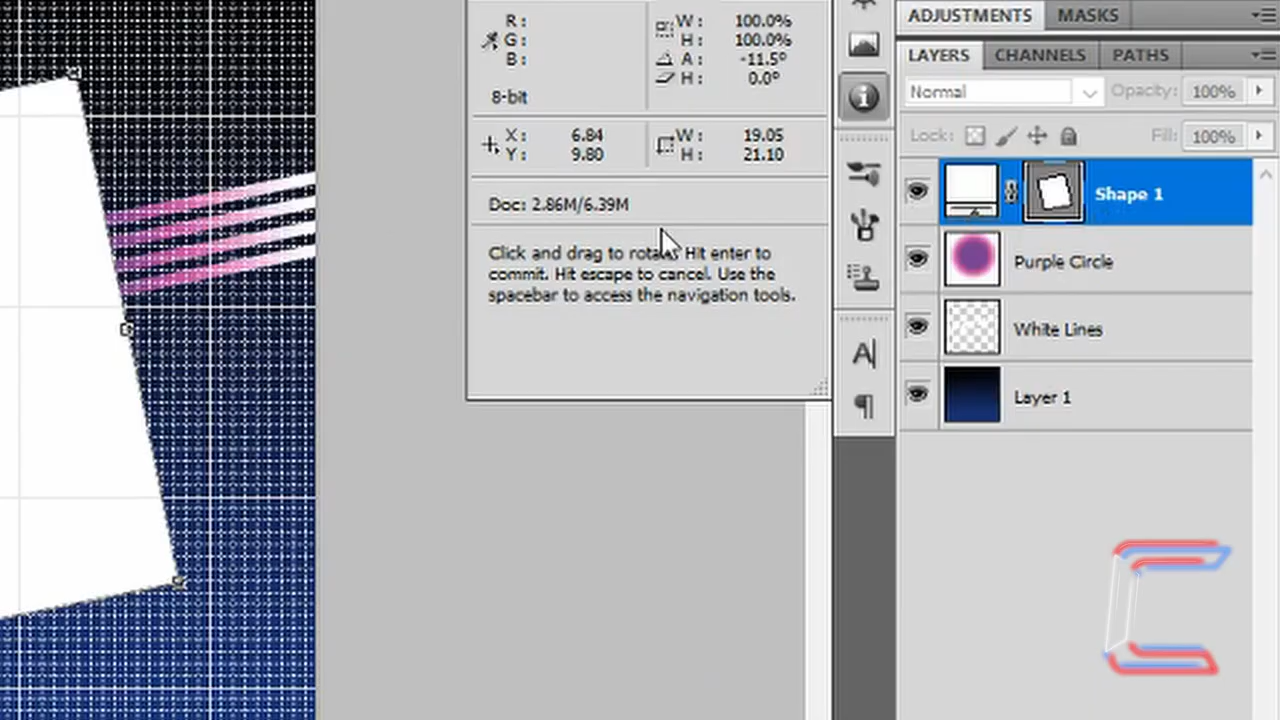 R:
G:
B:
8-bit
W: 100.0%
H: 100.0%
A: -11.5°
H: 0.0°
X: 6.84
Y: 9.80
W: 19.05
H: 21.10
Doc: 2.86M/6.39M
Click and drag to rotate. Hit enter to
commit. Hit escape to cancel. Use the
spacebar to access the navigation tools.
A
ADJUSTMENTS MASKS
LAYERS CHANNELS PATHS
Normal Opacity: 100%
Lock: Fill: 100%
Shape 1
Purple Circle
White Lines
Layer 1